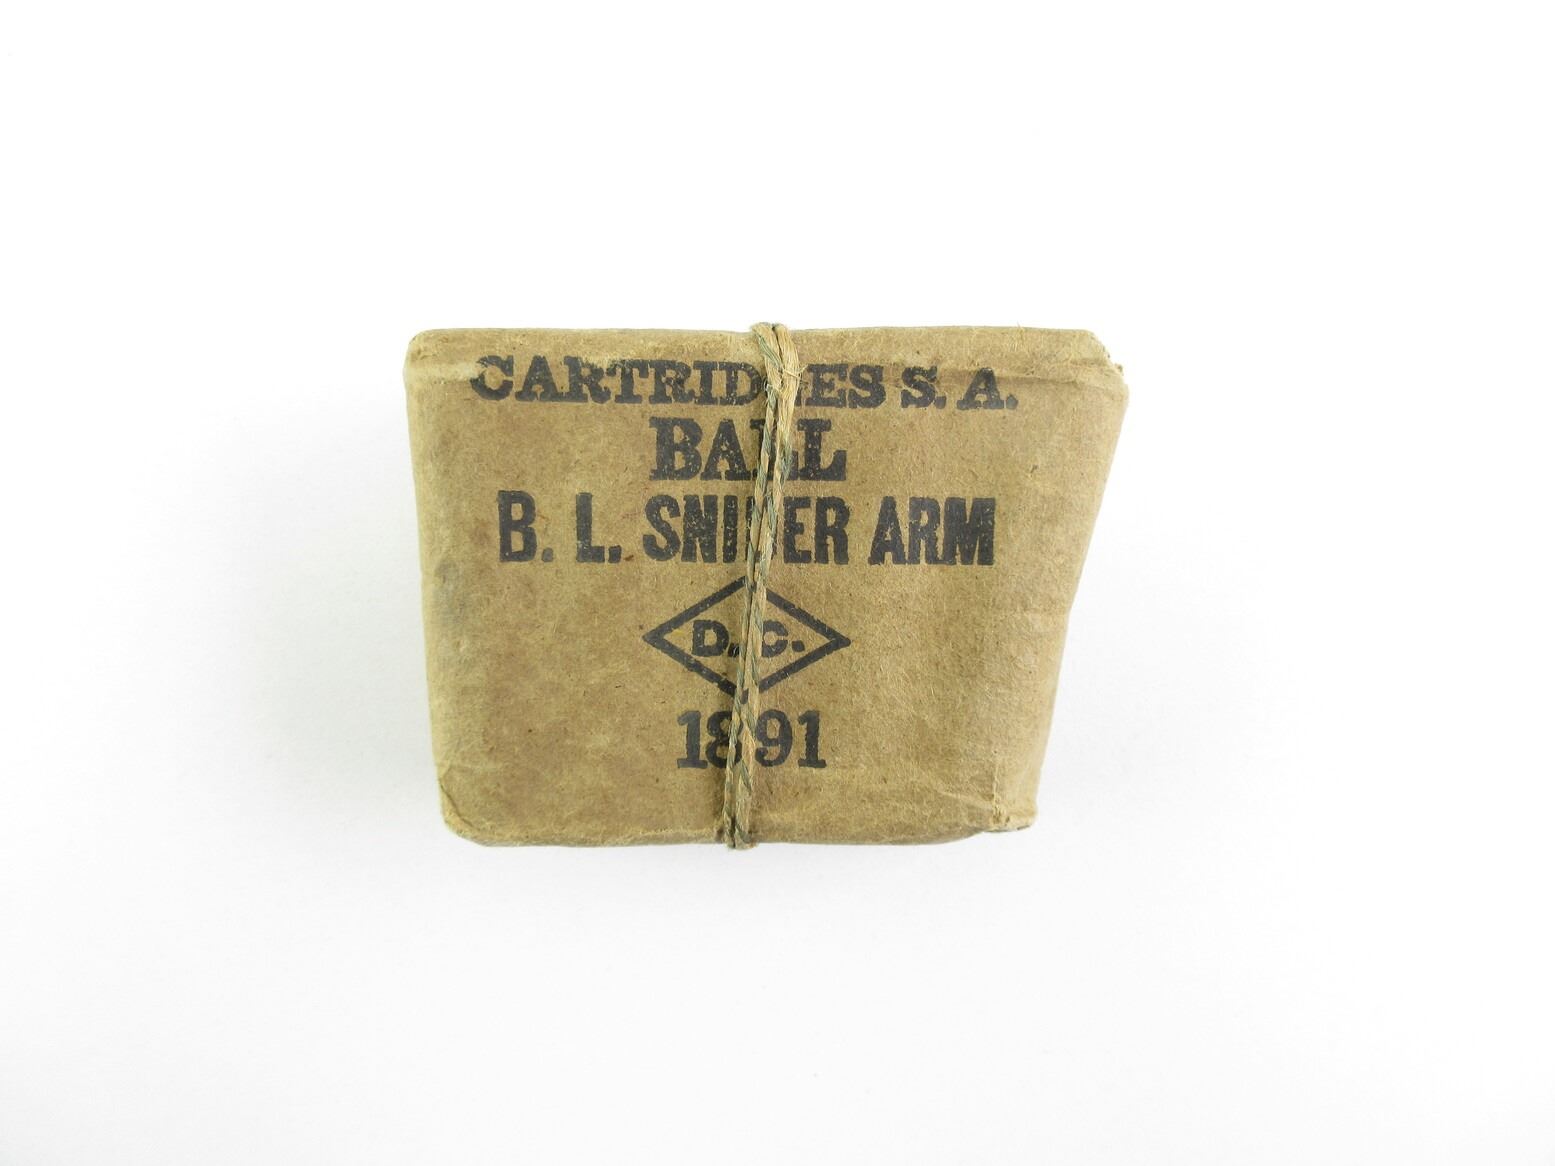 CARTRIDGES S. A.
BALL
B. L. SNIDER ARM
D. C.
1891